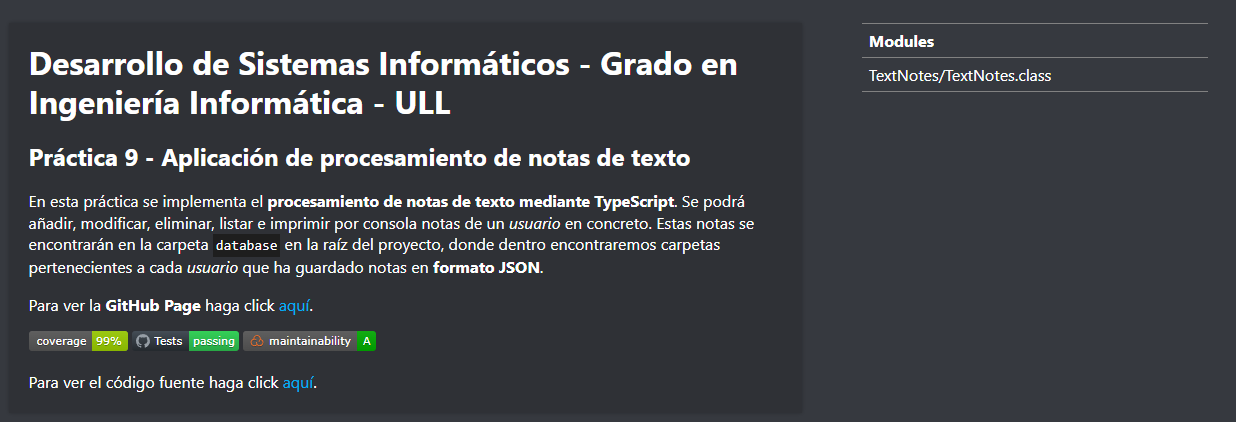 Desarrollo de Sistemas Informáticos - Grado en
Ingeniería Informática - ULL
Práctica 9 - Aplicación de procesamiento de notas de texto
En esta práctica se implementa el procesamiento de notas de texto mediante TypeScript. Se podrá
añadir, modificar, eliminar, listar e imprimir por consola notas de un usuario en concreto. Estas notas se
encontrarán en la carpeta database en la raíz del proyecto, donde dentro encontraremos carpetas
pertenecientes a cada usuario que ha guardado notas en formato JSON.
Para ver la GitHub Page haga click aquí.
coverage 99% Tests passing maintainability A
Para ver el código fuente haga click aquí.
Modules
TextNotes/TextNotes.class